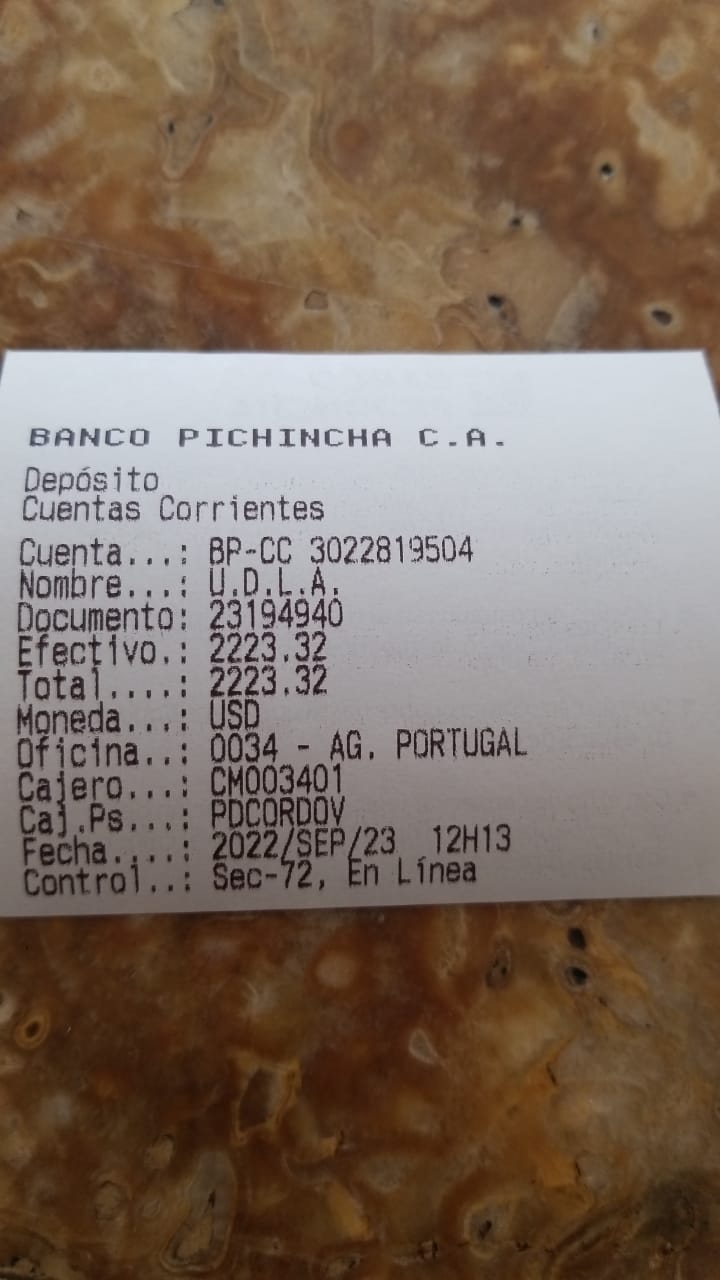 BANCO PICHINCHA C.A.
Depósito
Cuentas Corrientes
Cuenta...: BP-CC 3022819504
Nombre...: U.D.L.A.
Documento: 23194940
Efectivo.: 2223.32
Total....: 2223.32
Moneda...: USD
Oficina..: 0034 - AG. PORTUGAL
Cajero...: CM003401
Caj.Ps...: PDCORDOV
Fecha....: 2022/SEP/23  12H13
Control..: Sec-72, En Línea